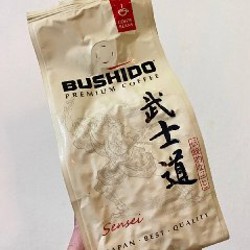 BUSHIDO
PREMIUM COFFEE
武士道
Sensei
JAPAN • BEST • QUALITY